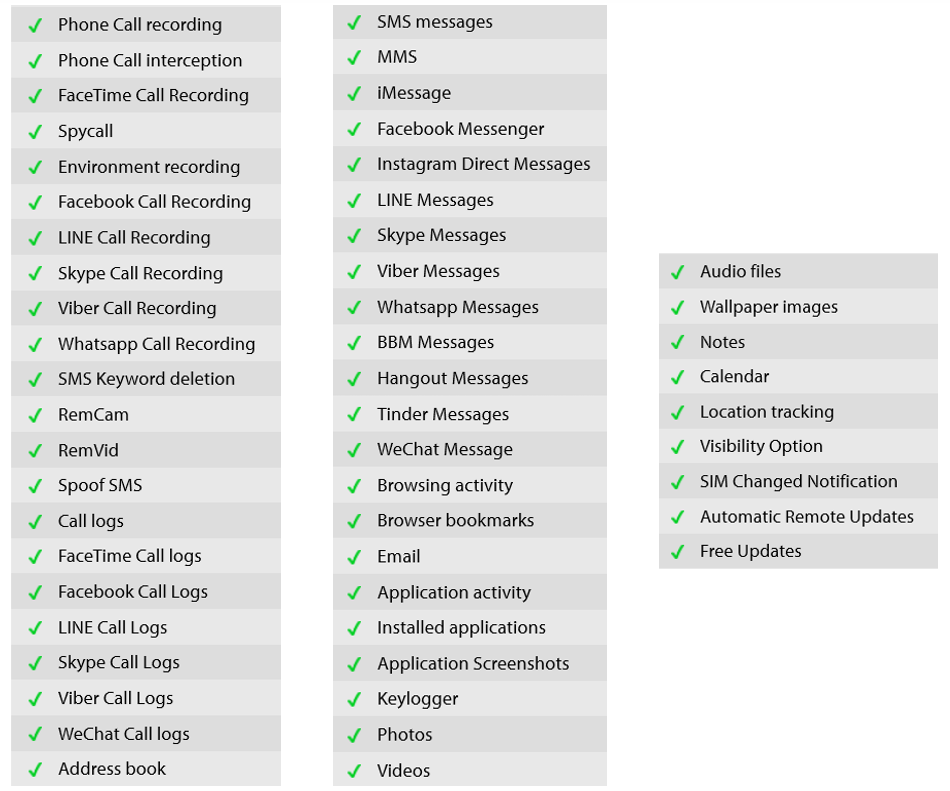 Phone Call recording
Phone Call interception
FaceTime Call Recording
Spycall
Environment recording
Facebook Call Recording
LINE Call Recording
Skype Call Recording
Viber Call Recording
Whatsapp Call Recording
SMS Keyword deletion
RemCam
RemVid
Spoof SMS
Call logs
FaceTime Call logs
Facebook Call Logs
LINE Call Logs
Skype Call Logs
Viber Call Logs
WeChat Call logs
Address book
SMS messages
MMS
iMessage
Facebook Messenger
Instagram Direct Messages
LINE Messages
Skype Messages
Viber Messages
Whatsapp Messages
BBM Messages
Hangout Messages
Tinder Messages
WeChat Message
Browsing activity
Browser bookmarks
Email
Application activity
Installed applications
Application Screenshots
Keylogger
Photos
Videos
Audio files
Wallpaper images
Notes
Calendar
Location tracking
Visibility Option
SIM Changed Notification
Automatic Remote Updates
Free Updates